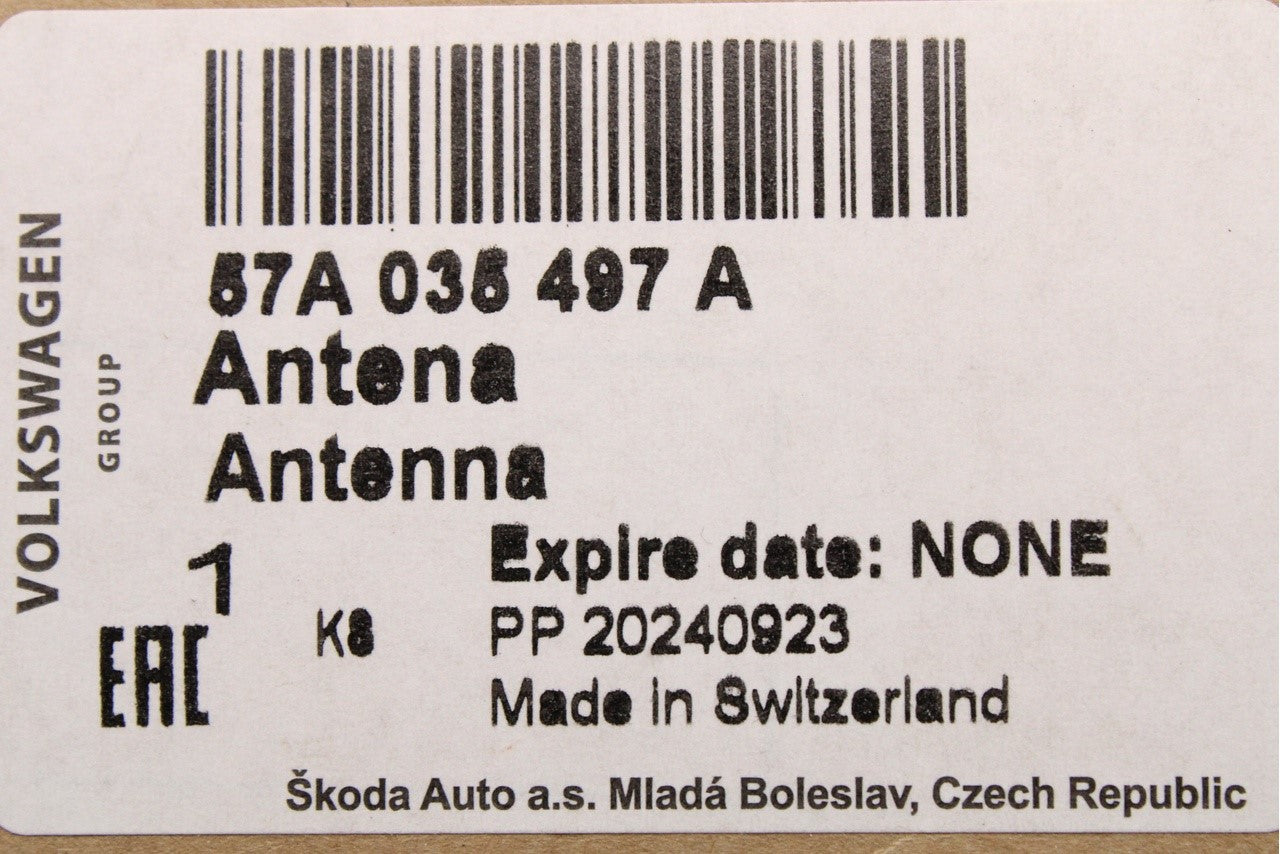 VOLKSWAGEN
GROUP
57A 035 497 A
Antena
Antenna
1
Expire date: NONE
K8
PP 20240923
EAC
Made in Switzerland
Škoda Auto a.s. Mladá Boleslav, Czech Republic